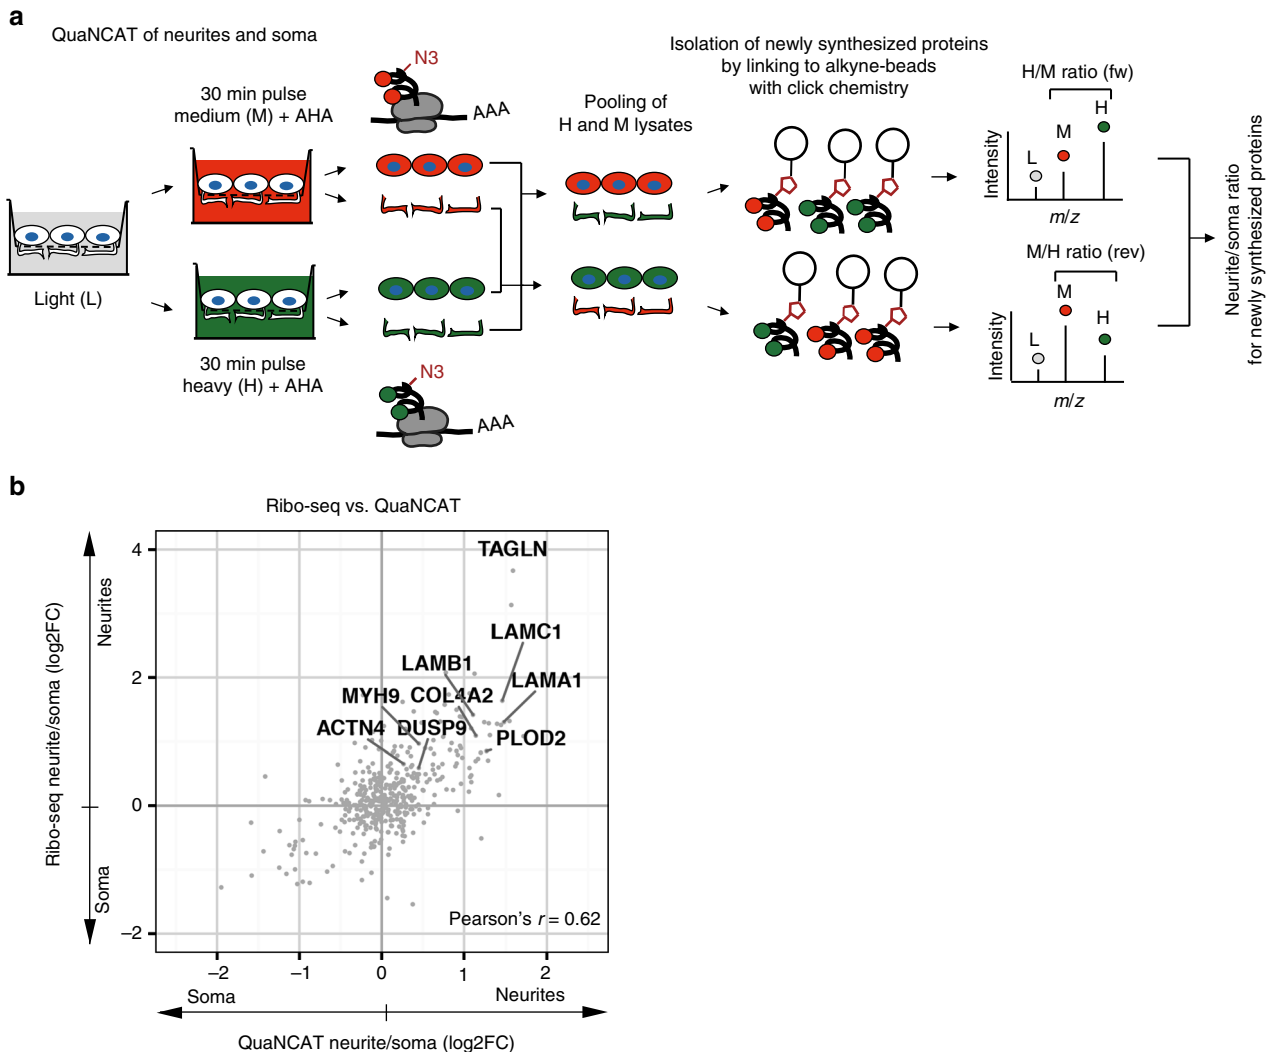 a
QuaNCAT of neurites and soma
30 min pulse
medium (M) + AHA
N3
AAA
Pooling of
H and M lysates
Isolation of newly synthesized proteins
by linking to alkyne-beads
with click chemistry
H/M ratio (fw)
L
M
H
Intensity
m/z
Light (L)
30 min pulse
heavy (H) + AHA
N3
AAA
M/H ratio (rev)
L
M
H
Intensity
m/z
Neurite/soma ratio
for newly synthesized proteins
b
Ribo-seq vs. QuaNCAT
Ribo-seq neurite/soma (log2FC)
Neurites
Soma
4
2
0
−2
TAGLN
LAMC1
LAMB1
LAMA1
MYH9
COL4A2
ACTN4
DUSP9
PLOD2
Pearson's r = 0.62
−2
−1
0
1
2
Soma
Neurites
QuaNCAT neurite/soma (log2FC)